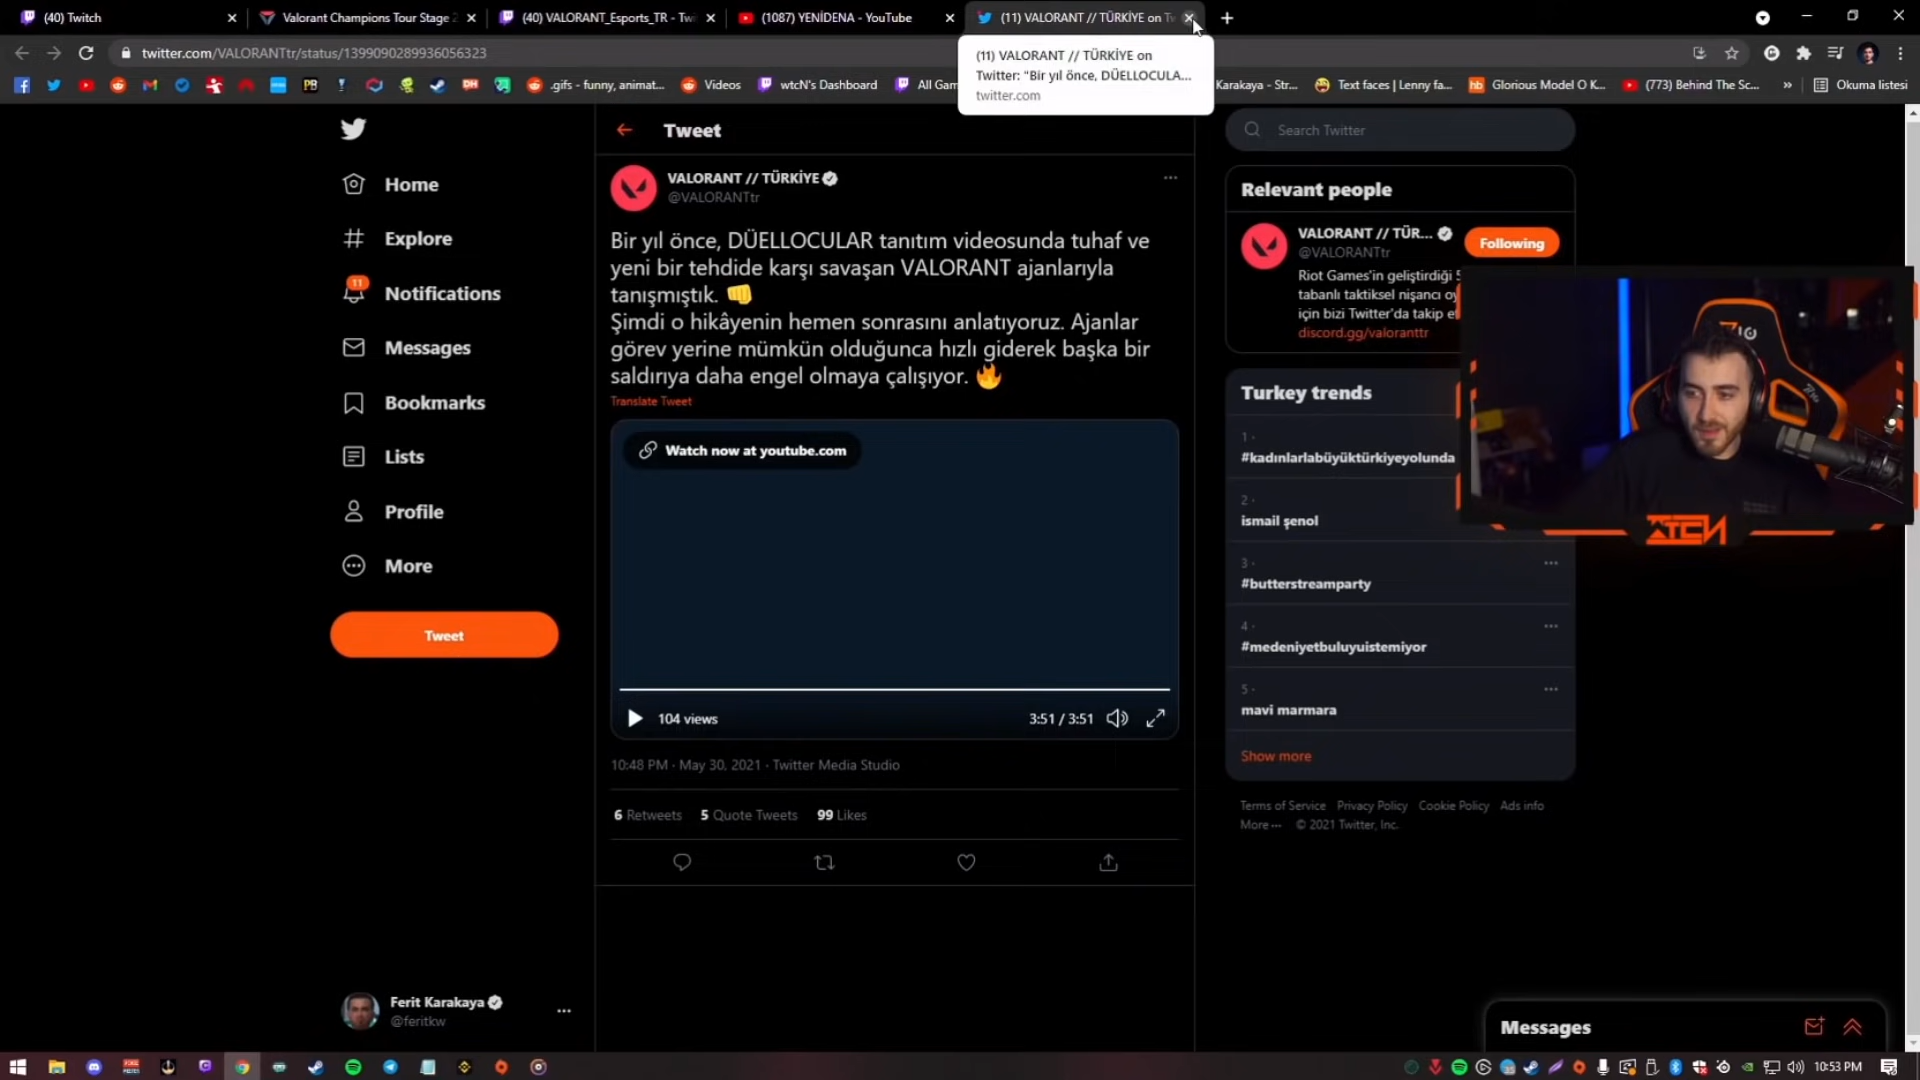 (40) Twitch
Valorant Champions Tour Stage 2
(40) VALORANT_Esports_TR - Tw
(1087) YENİDENA - YouTube
(11) VALORANT // TÜRKİYE on T
twitter.com/VALORANTtr/status/1399090289936056323
(11) VALORANT // TÜRKİYE on
Twitter: "Bir yıl önce, DÜELLOCULA...
twitter.com
.gifs - funny, animat...
Videos
wtcN's Dashboard
All Gam
Karakaya - Str...
Text faces | Lenny fa...
Glorious Model O K...
(773) Behind The Sc...
»
Okuma listesi
Home
Explore
11
Notifications
Messages
Bookmarks
Lists
Profile
More
Tweet
Ferit Karakaya
@feritkw
Tweet
VALORANT // TÜRKİYE
@VALORANTtr
Bir yıl önce, DÜELLOCULAR tanıtım videosunda tuhaf ve
yeni bir tehdide karşı savaşan VALORANT ajanlarıyla
tanışmıştık. 👊
Şimdi o hikâyenin hemen sonrasını anlatıyoruz. Ajanlar
görev yerine mümkün olduğunca hızlı giderek başka bir
saldırıya daha engel olmaya çalışıyor. 🔥
Translate Tweet
Watch now at youtube.com
104 views
3:51 / 3:51
10:48 PM · May 30, 2021 · Twitter Media Studio
6 Retweets 5 Quote Tweets 99 Likes
Search Twitter
Relevant people
VALORANT // TÜR...
@VALORANTtr
Following
Riot Games'in geliştirdiği 5
tabanlı taktiksel nişancı oy
için bizi Twitter'da takip e
discord.gg/valoranttr
Turkey trends
1 ·
#kadınlarlabüyüktürkiyeyolunda
2 ·
ismail şenol
3 ·
#butterstreamparty
4 ·
#medeniyetbuluyuistemiyor
5 ·
mavi marmara
Show more
Terms of Service Privacy Policy Cookie Policy Ads info
More ··· © 2021 Twitter, Inc.
WTCN
Messages
10:53 PM